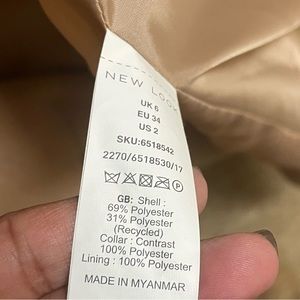 NEW LOOK
UK 6
EU 34
US 2
SKU:6518542
2270/6518530/17
GB: Shell :
69% Polyester
31% Polyester
(Recycled)
Collar : Contrast
100% Polyester
Lining : 100% Polyester
MADE IN MYANMAR